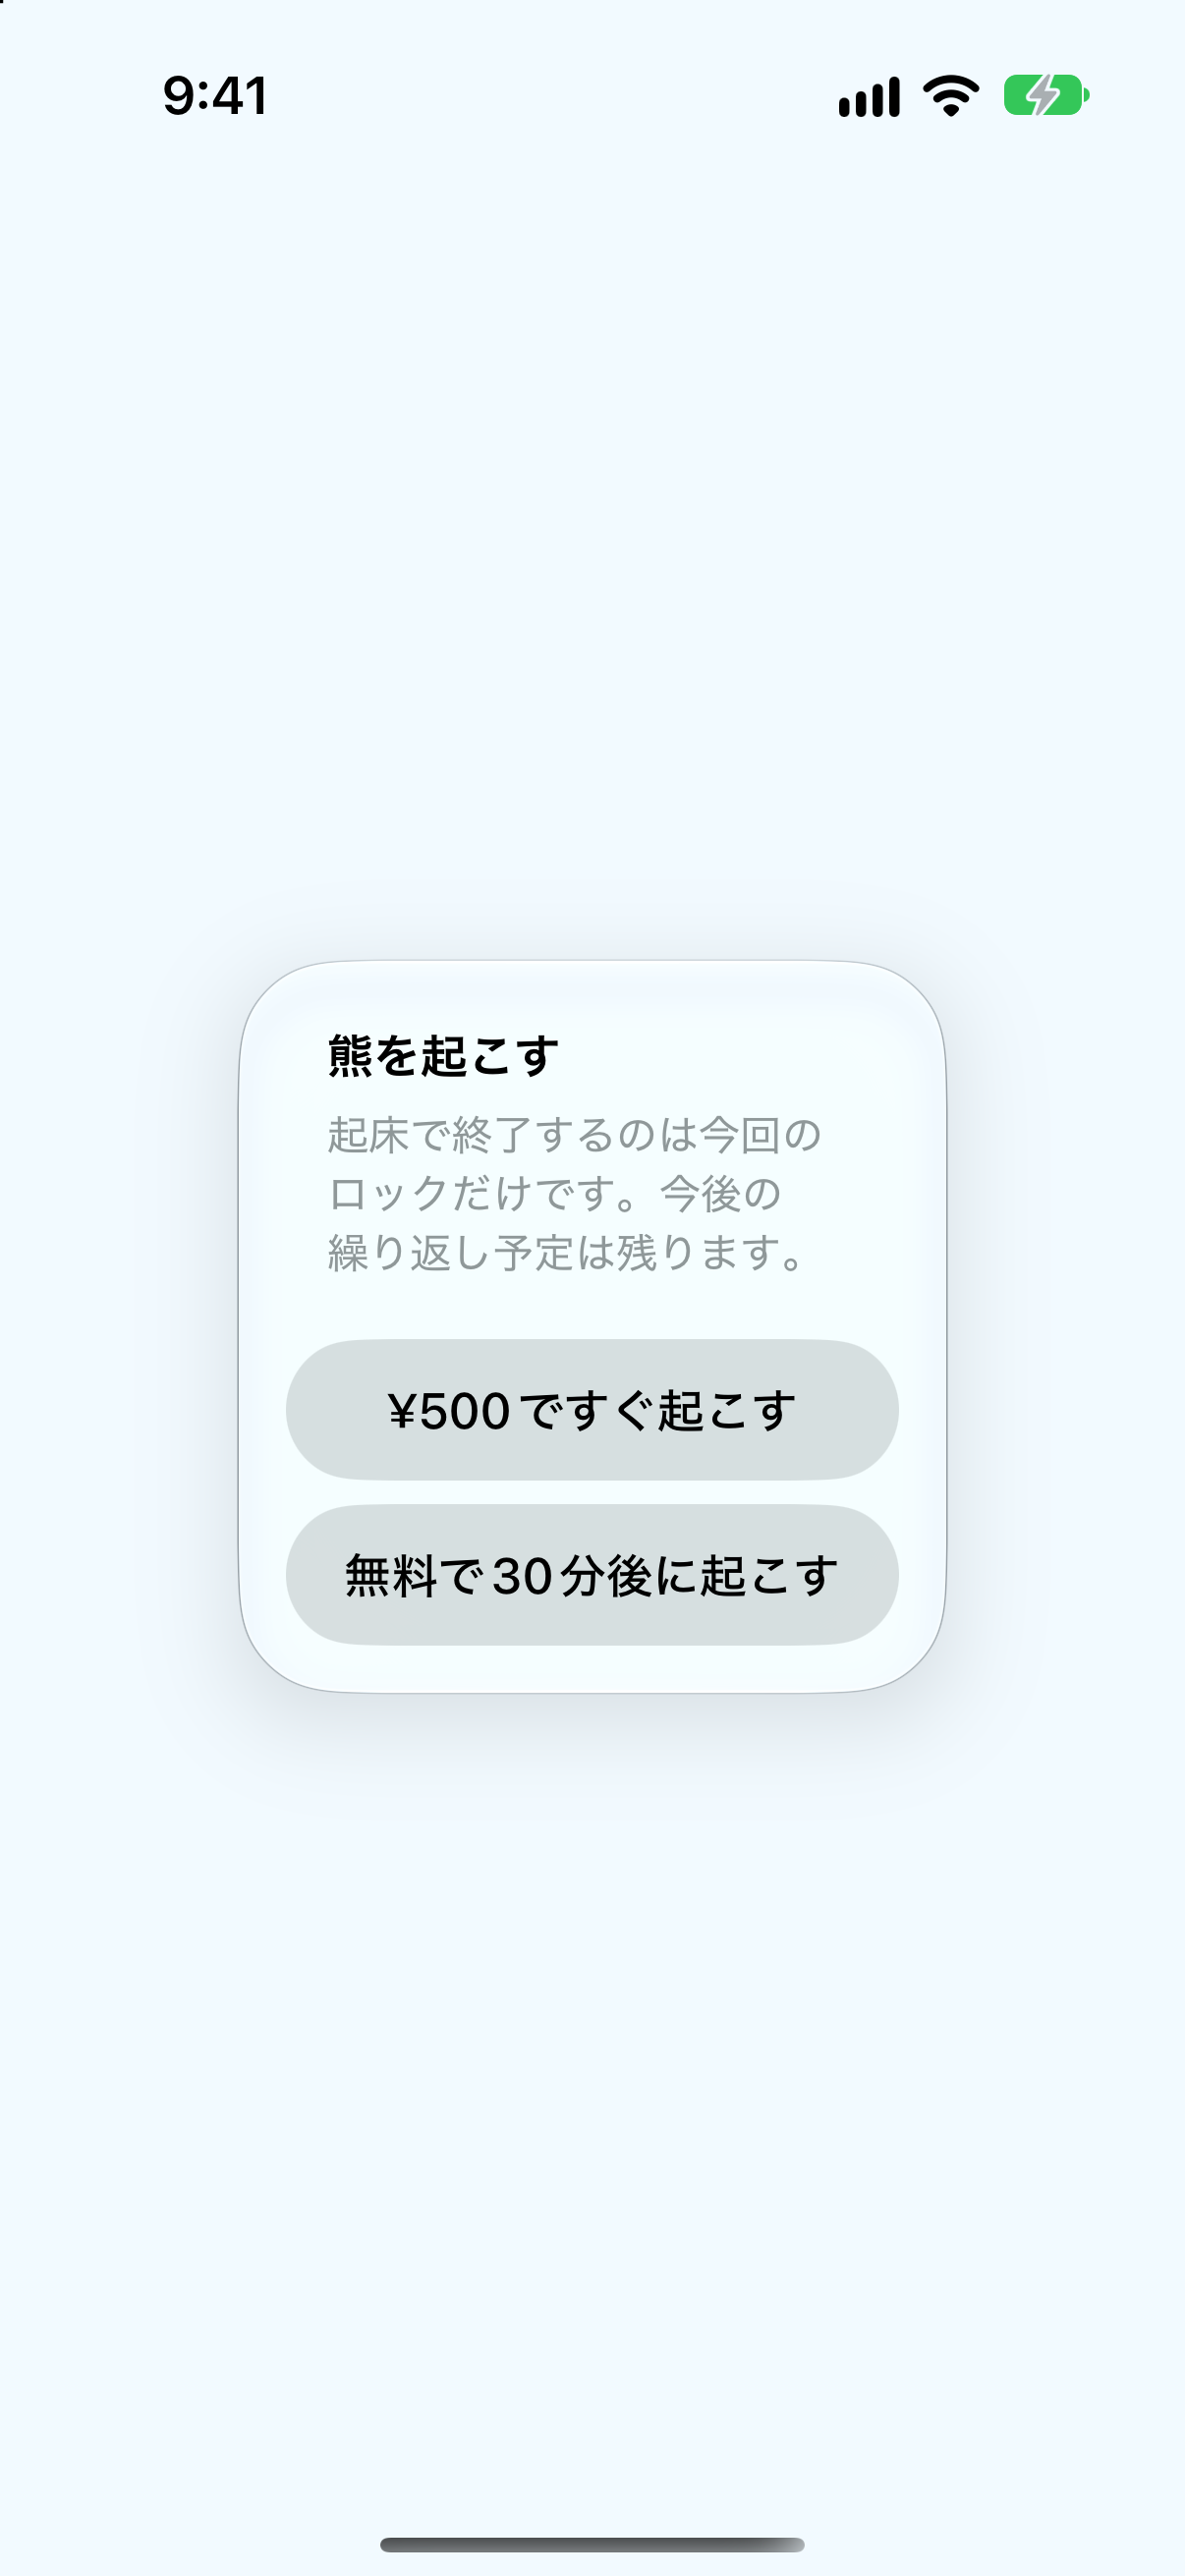 9:41
熊を起こす
起床で終了するのは今回の
ロックだけです。今後の
繰り返し予定は残ります。
¥500ですぐ起こす
無料で30分後に起こす